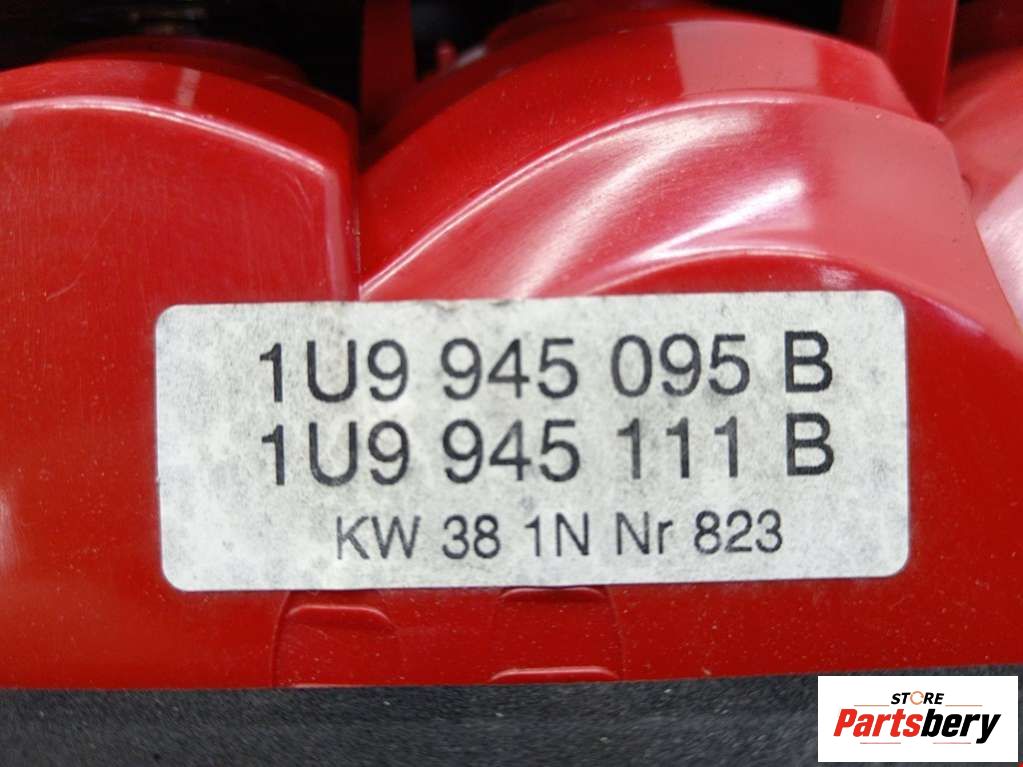 1U9 945 095 B
1U9 945 111 B
KW 38 1N Nr 823
STORE
Partsbery